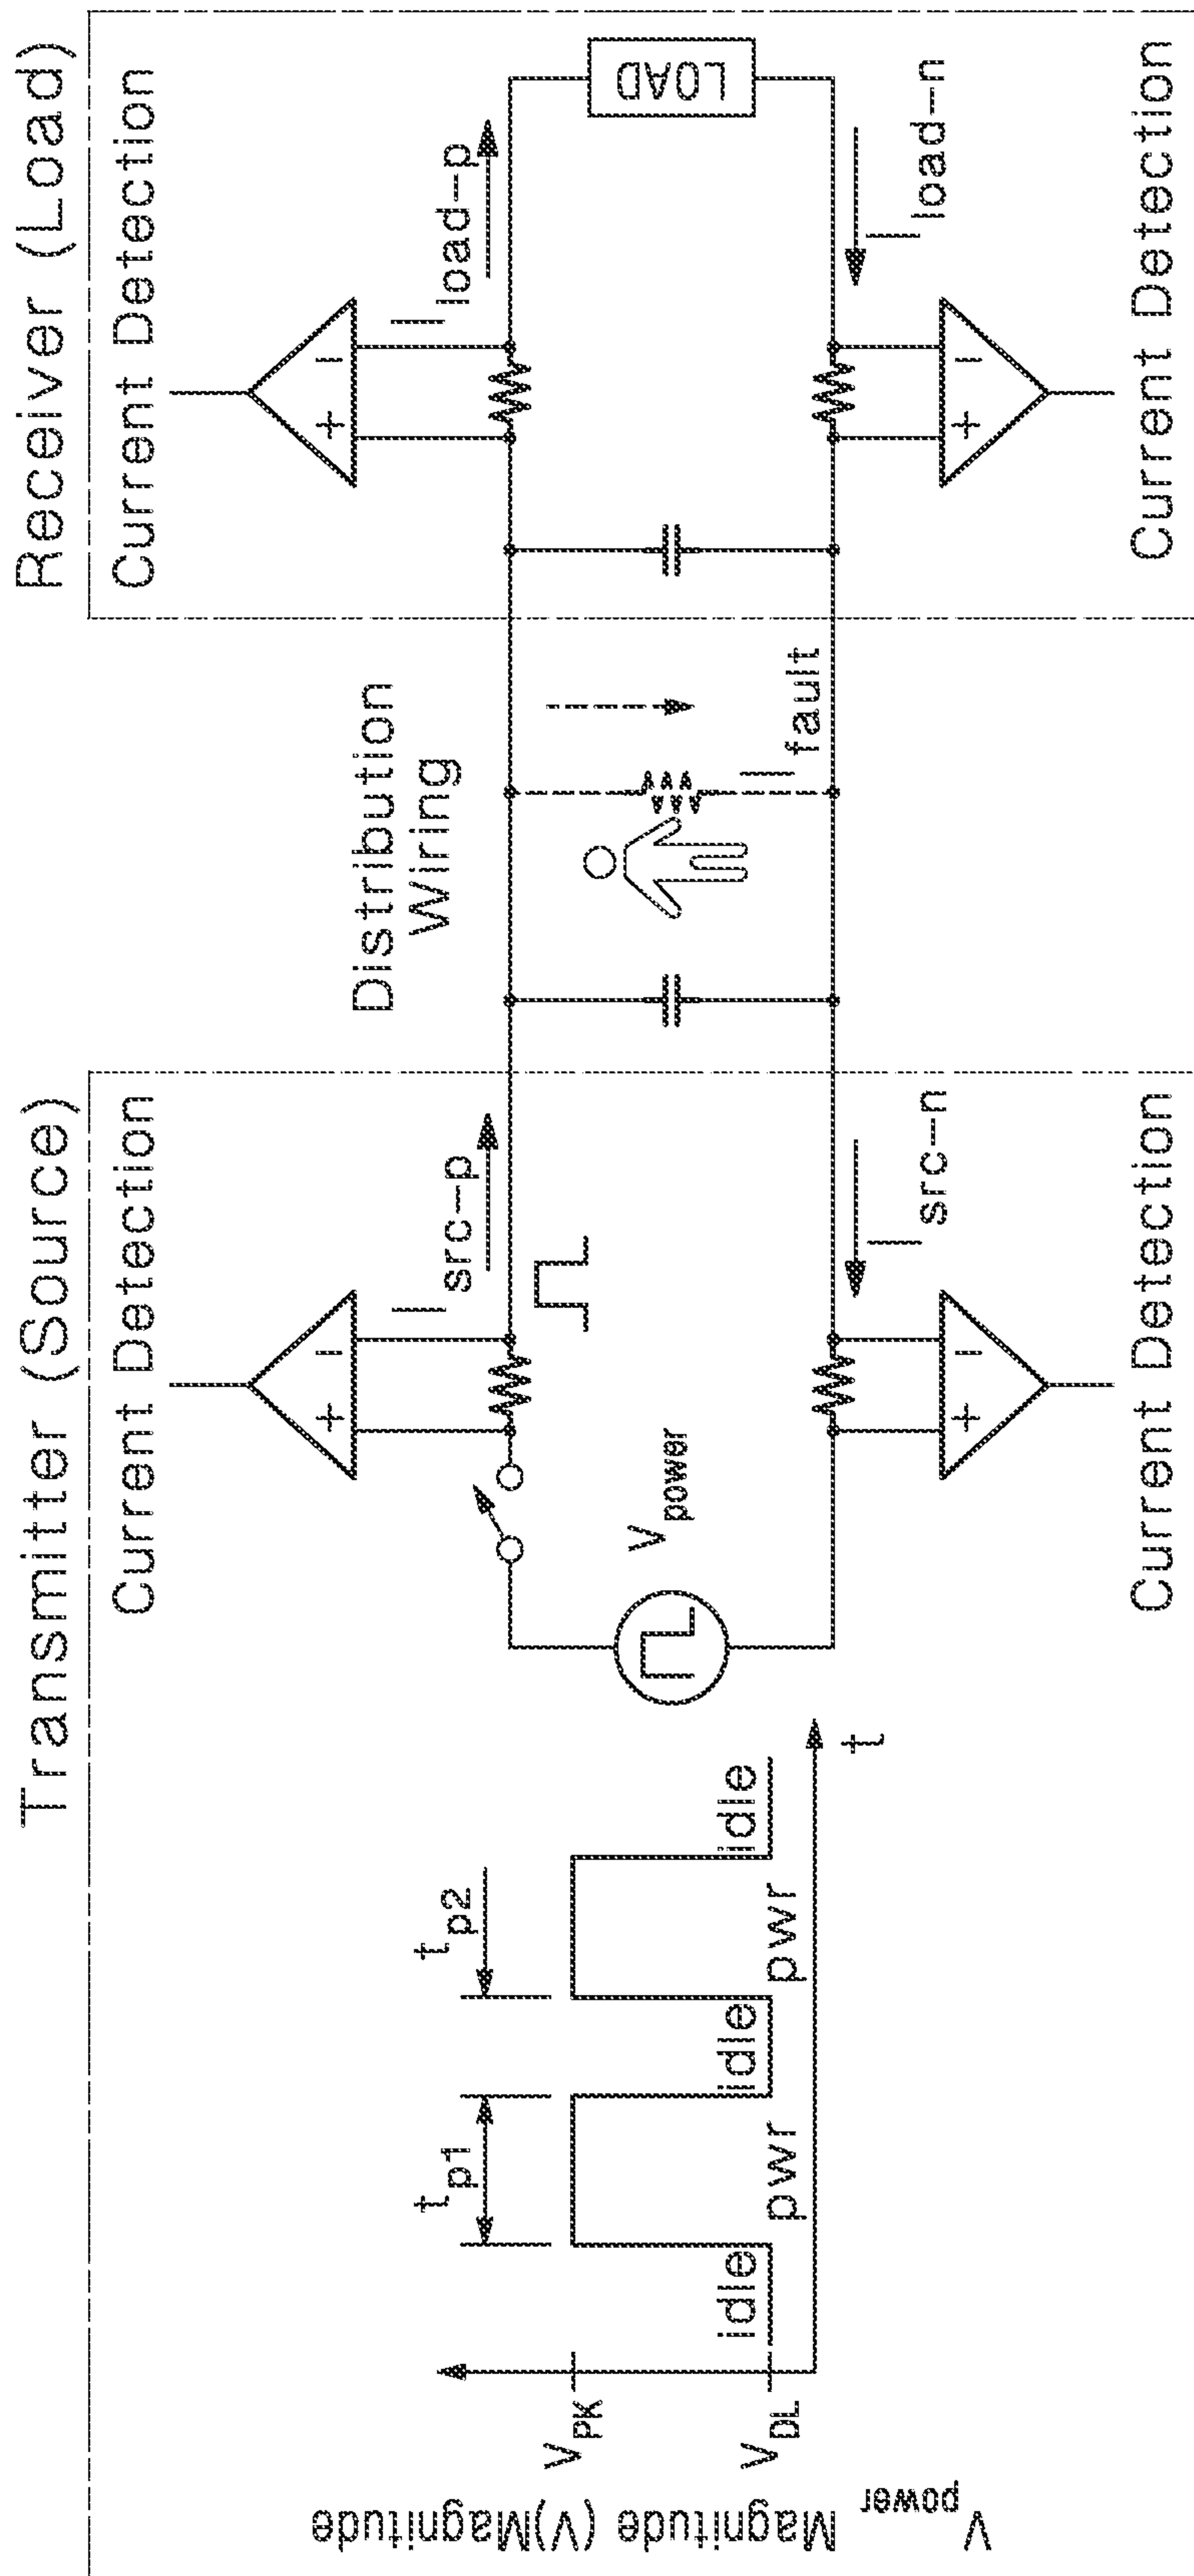 Transmitter (Source)
Receiver (Load)
Current Detection
Current Detection
Distribution
Wiring
I src-p
I load-p
t p1
t p2
V PK
V DL
idle
pwr
idle
pwr
idle
t
V power
Magnitude (V)Magnitude
V power
I fault
LOAD
I src-n
I load-n
Current Detection
Current Detection
+ −
+ −
+ −
+ −